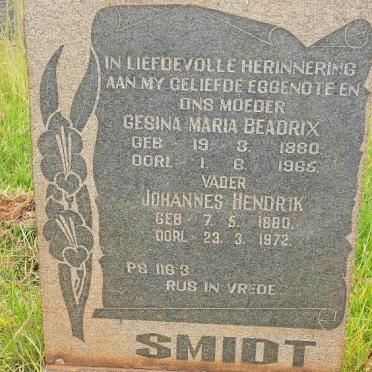 IN LIEFDEVOLLE HERINNERING
AAN MY GELIEFDE EGGENOTE EN
ONS MOEDER
GESINA MARIA BEADRIX
GEB - 19 . 3 . 1880
OORL - 1 . 6 . 1965.
VADER
JOHANNES HENDRIK
GEB - 7. 5. 1880.
OORL - 23. 3. 1972.
PS 116:3
RUS IN VREDE
SMIDT